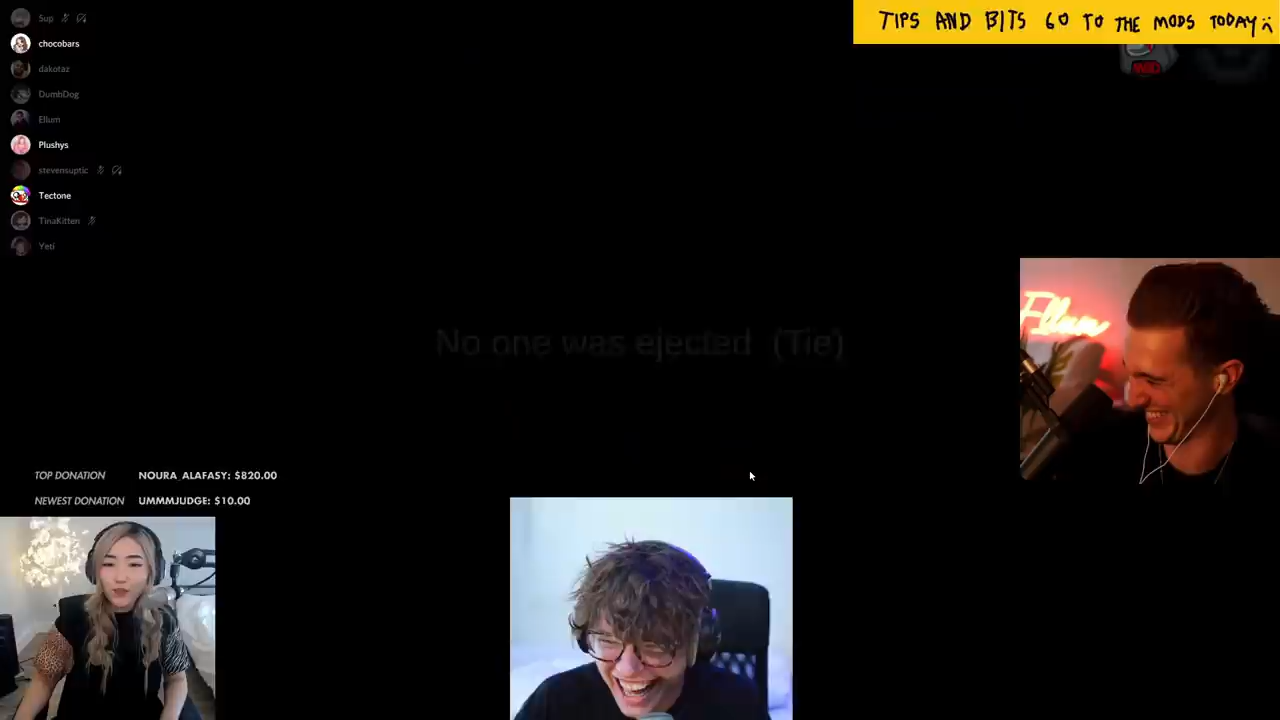 TIPS AND BITS GO TO THE MODS TODAY :)
Sup
chocobars
dakotaz
DumbDog
Ellum
Plushys
stevensuptic
Tectone
TinaKitten
Yeti
Ellum
No one was ejected (Tie)
TOP DONATION NOURA_ALAFASY: $820.00
NEWEST DONATION UMMMJUDGE: $10.00